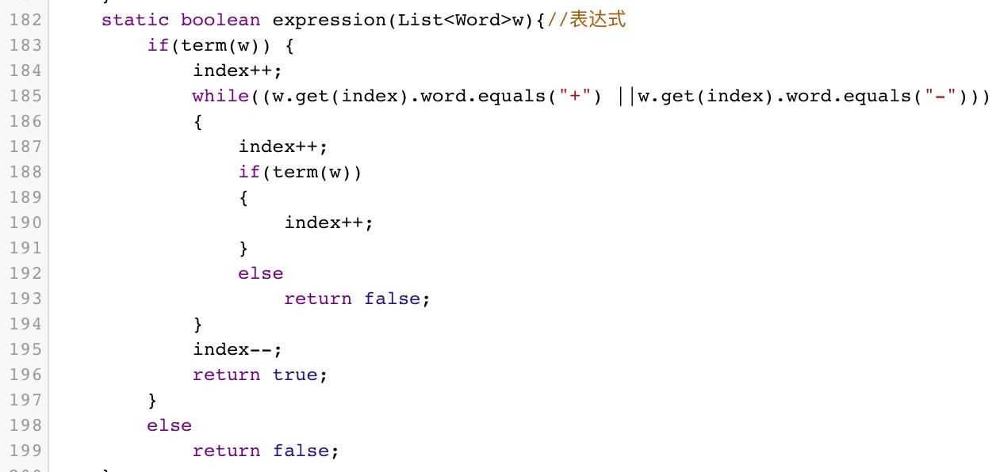 182 static boolean expression(List<Word>w){//表达式
183 if(term(w)) {
184 index++;
185 while((w.get(index).word.equals("+") ||w.get(index).word.equals("-")))
186 {
187 index++;
188 if(term(w))
189 {
190 index++;
191 }
192 else
193 return false;
194 }
195 index--;
196 return true;
197 }
198 else
199 return false;